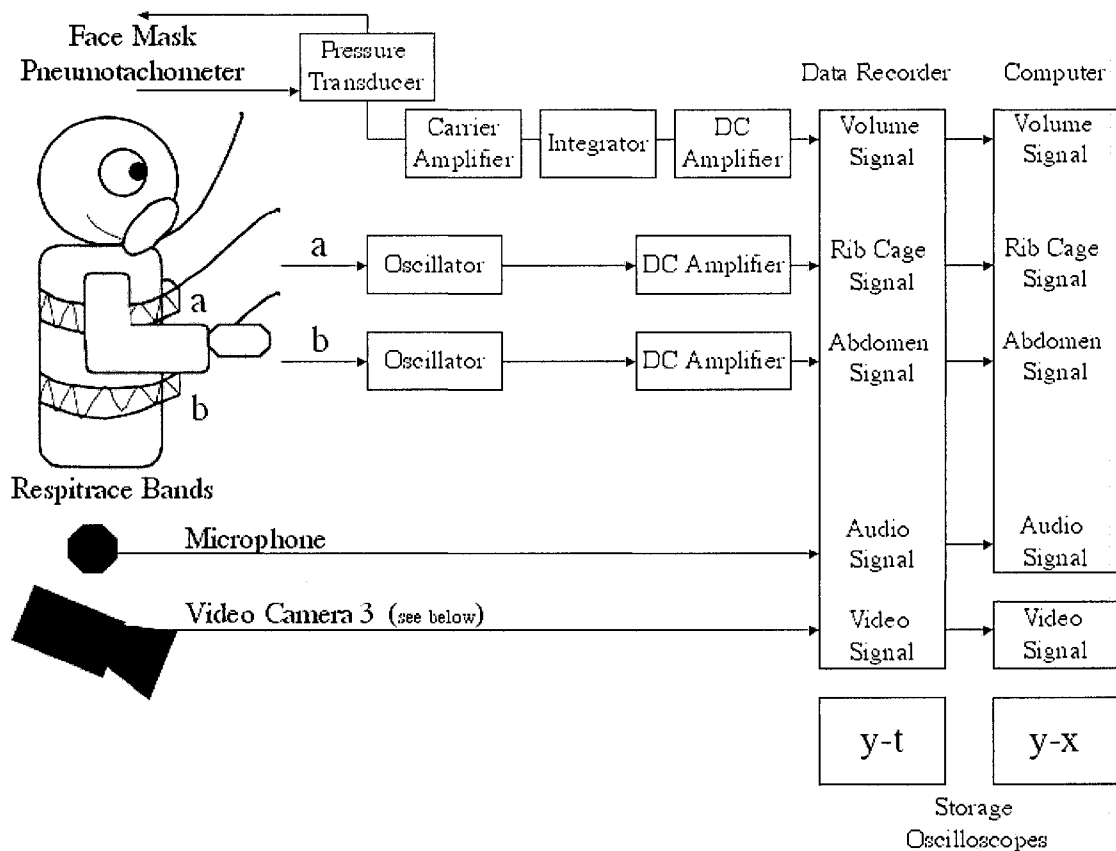 Face Mask
Pneumotachometer
Pressure
Transducer
Data Recorder
Computer
Carrier
Amplifier
Integrator
DC
Amplifier
Volume
Signal
Volume
Signal
a
Oscillator
DC Amplifier
Rib Cage
Signal
Rib Cage
Signal
a
b
Oscillator
DC Amplifier
Abdomen
Signal
Abdomen
Signal
b
Respitrace Bands
Microphone
Audio
Signal
Audio
Signal
Video Camera 3 (see below)
Video
Signal
Video
Signal
y-t
y-x
Storage
Oscilloscopes